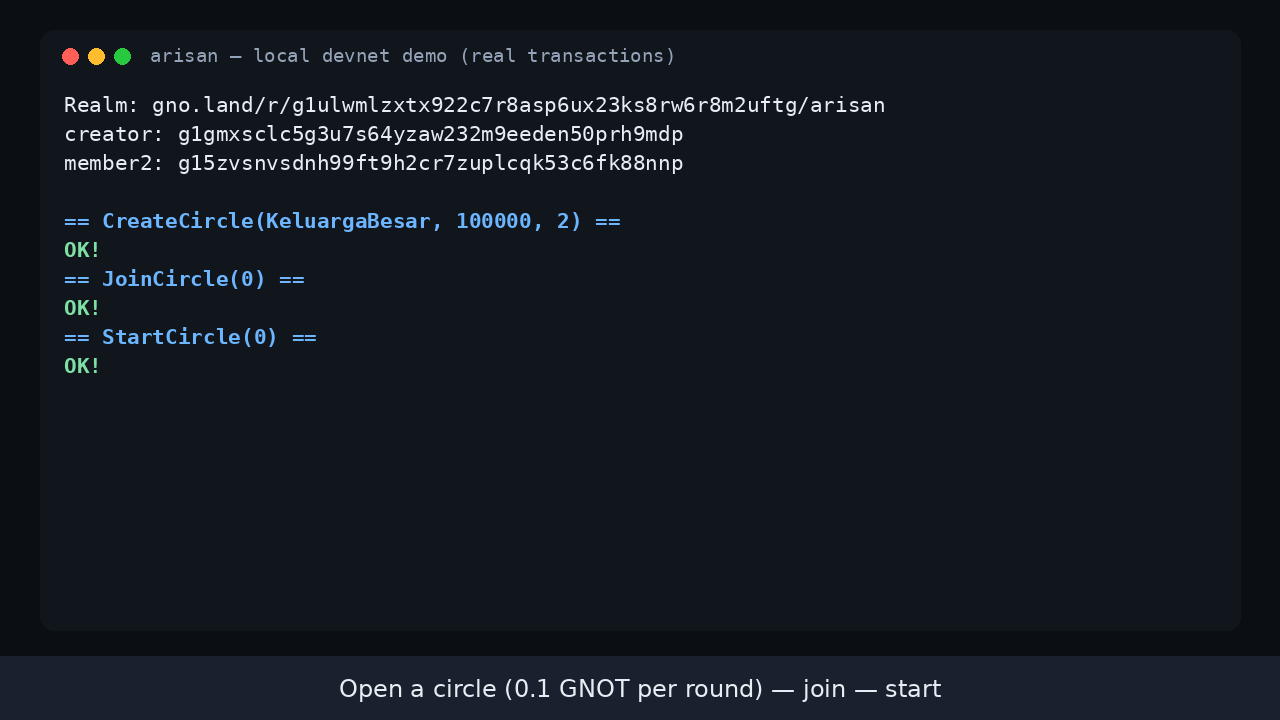 arisan — local devnet demo (real transactions)
Realm: gno.land/r/g1ulwmlzxtx922c7r8asp6ux23ks8rw6r8m2uftg/arisan
creator: g1gmxsclc5g3u7s64yzaw232m9eeden50prh9mdp
member2: g15zvsnvsdnh99ft9h2cr7zuplcqk53c6fk88nnp
== CreateCircle(KeluargaBesar, 100000, 2) ==
OK!
== JoinCircle(0) ==
OK!
== StartCircle(0) ==
OK!
Open a circle (0.1 GNOT per round) — join — start